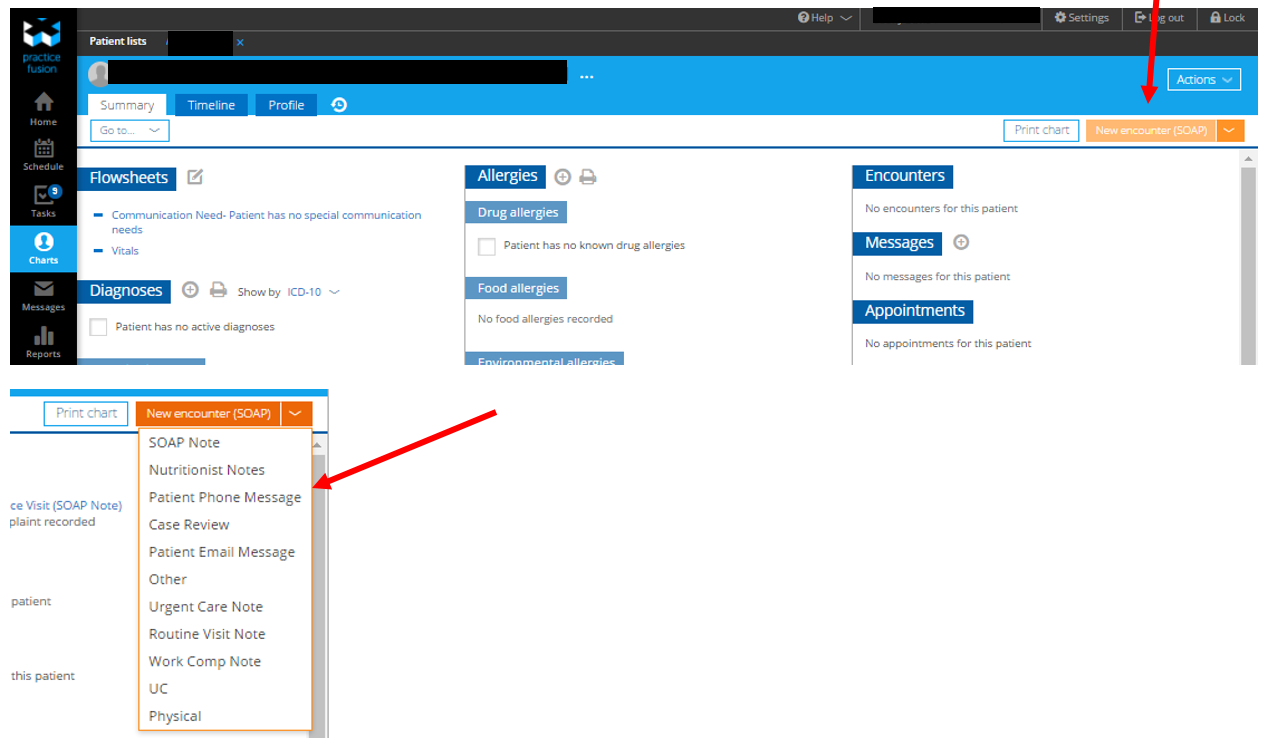 Help
Settings
Log out
Lock
Patient lists
×
practice
fusion
...
Actions
Summary
Timeline
Profile
Go to...
Print chart
New encounter (SOAP)
Home
Schedule
9
Tasks
Charts
Messages
Reports
Flowsheets
Communication Need- Patient has no special communication
needs
Vitals
Diagnoses
Show by ICD-10
Patient has no active diagnoses
Allergies
Drug allergies
Patient has no known drug allergies
Food allergies
No food allergies recorded
Environmental allergies
Encounters
No encounters for this patient
Messages
No messages for this patient
Appointments
No appointments for this patient
Print chart
New encounter (SOAP)
SOAP Note
Nutritionist Notes
Patient Phone Message
Case Review
Patient Email Message
Other
Urgent Care Note
Routine Visit Note
Work Comp Note
UC
Physical
ce Visit (SOAP Note)
plaint recorded
patient
this patient